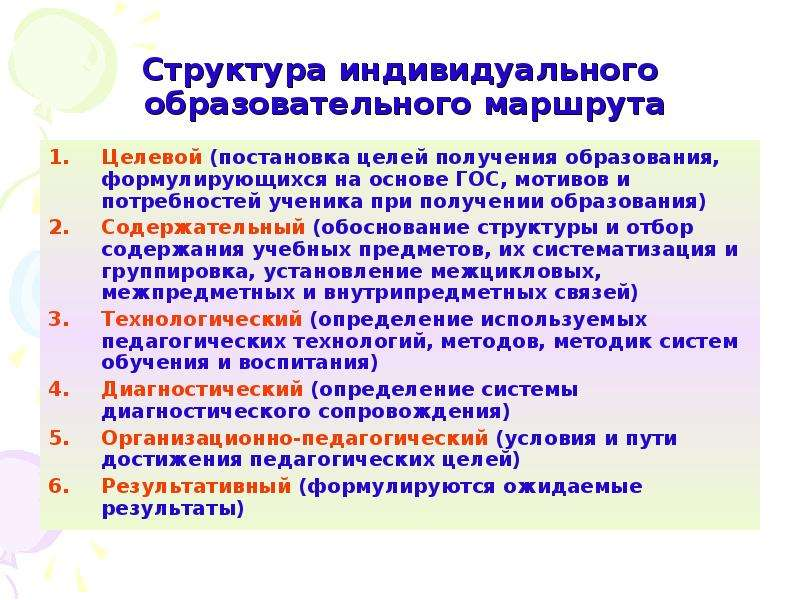 Структура индивидуального
образовательного маршрута
1. Целевой (постановка целей получения образования,
формулирующихся на основе ГОС, мотивов и
потребностей ученика при получении образования)
2. Содержательный (обоснование структуры и отбор
содержания учебных предметов, их систематизация и
группировка, установление межцикловых,
межпредметных и внутрипредметных связей)
3. Технологический (определение используемых
педагогических технологий, методов, методик систем
обучения и воспитания)
4. Диагностический (определение системы
диагностического сопровождения)
5. Организационно-педагогический (условия и пути
достижения педагогических целей)
6. Результативный (формулируются ожидаемые
результаты)